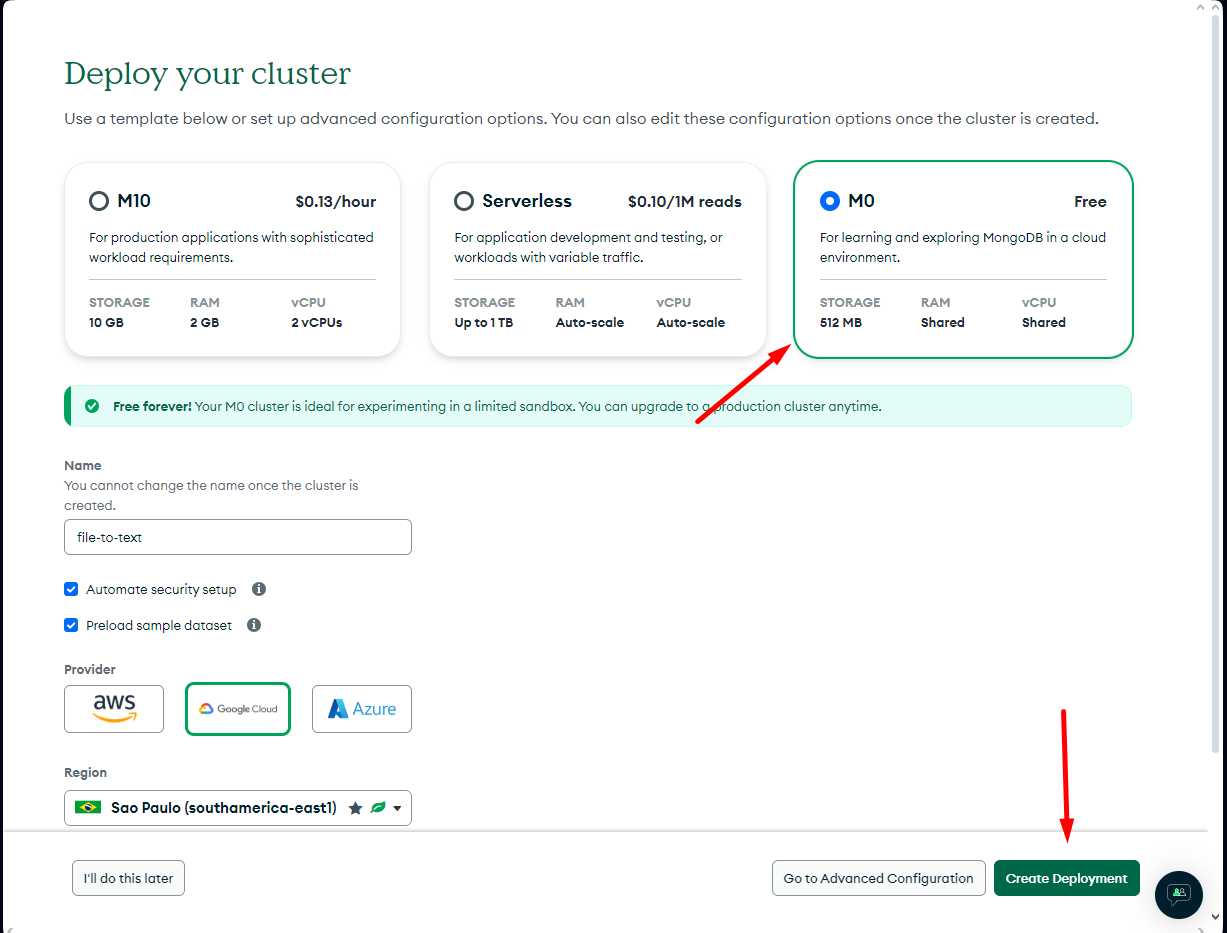 Deploy your cluster
Use a template below or set up advanced configuration options. You can also edit these configuration options once the cluster is created.
M10 $0.13/hour
For production applications with sophisticated
workload requirements.
STORAGE RAM vCPU
10 GB 2 GB 2 vCPUs
Serverless $0.10/1M reads
For application development and testing, or
workloads with variable traffic.
STORAGE RAM vCPU
Up to 1 TB Auto-scale Auto-scale
M0 Free
For learning and exploring MongoDB in a cloud
environment.
STORAGE RAM vCPU
512 MB Shared Shared
Free forever! Your M0 cluster is ideal for experimenting in a limited sandbox. You can upgrade to a production cluster anytime.
Name
You cannot change the name once the cluster is
created.
file-to-text
Automate security setup
Preload sample dataset
Provider
aws Google Cloud Azure
Region
Sao Paulo (southamerica-east1)
I'll do this later Go to Advanced Configuration Create Deployment